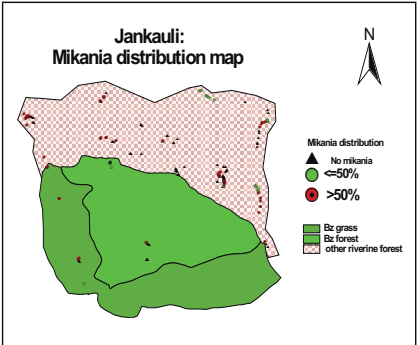 Jankauli:
Mikania distribution map
N
Mikania distribution
No mikania
<=50%
>50%
Bz grass
Bz forest
other riverine forest